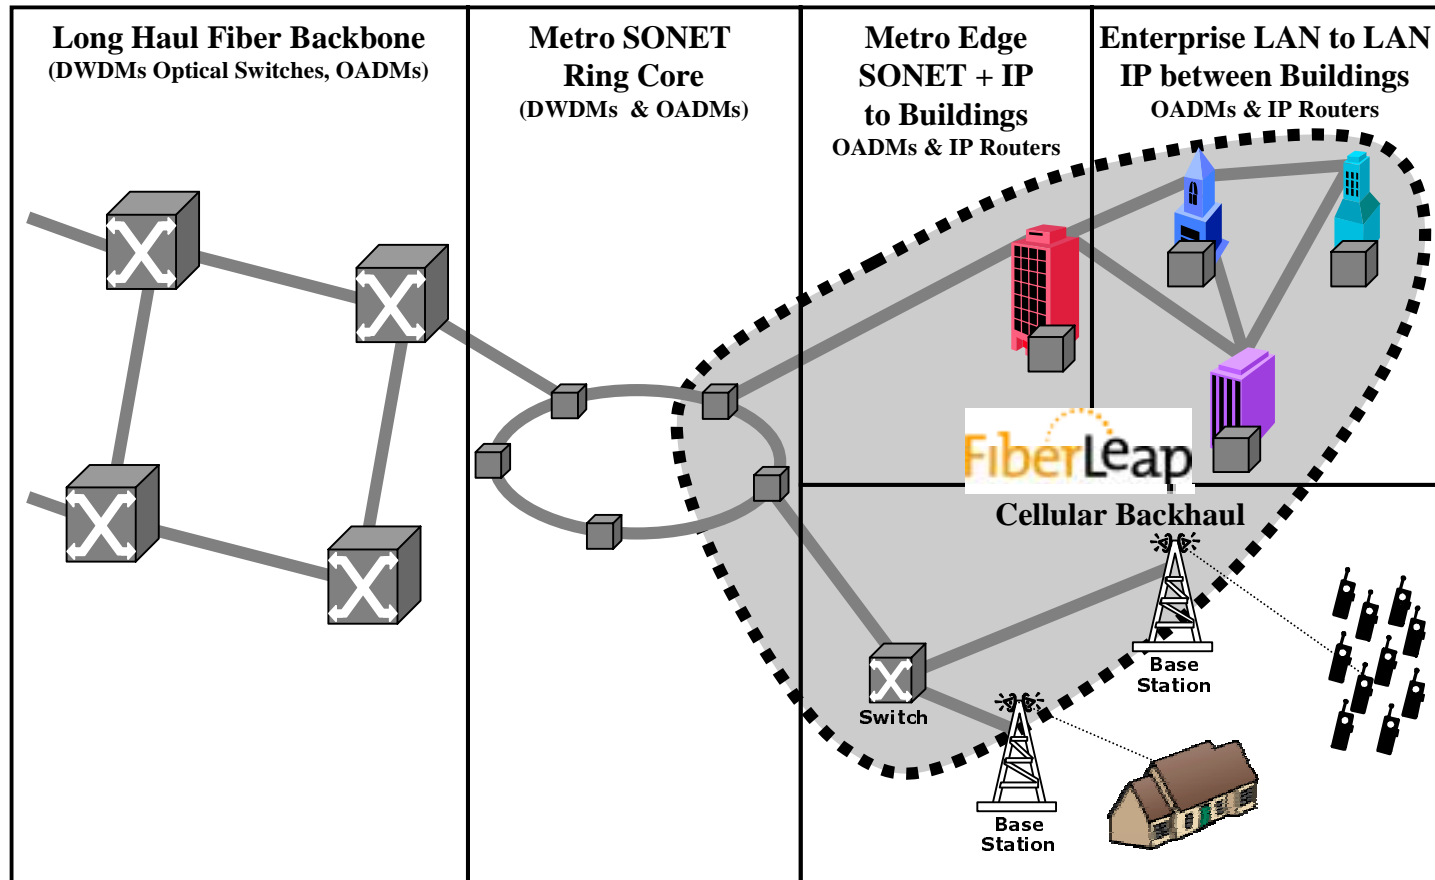 Long Haul Fiber Backbone
(DWDMs Optical Switches, OADMs)
Metro SONET
Ring Core
(DWDMs & OADMs)
Metro Edge
SONET + IP
to Buildings
OADMs & IP Routers
Enterprise LAN to LAN
IP between Buildings
OADMs & IP Routers
FiberLeap
Cellular Backhaul
Switch
Base
Station
Base
Station